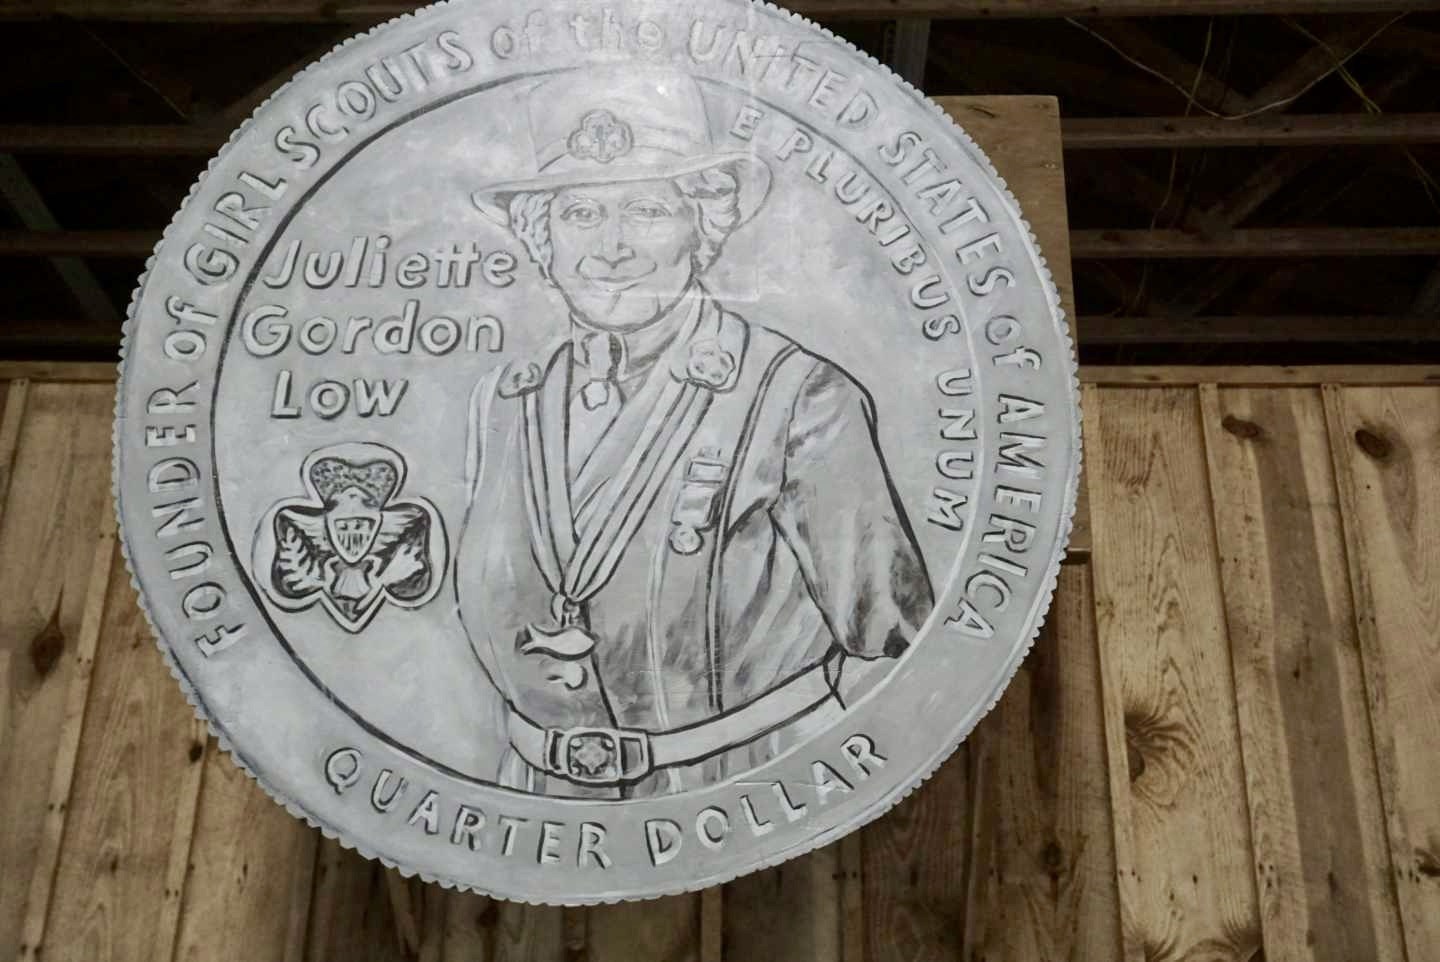 FOUNDER of GIRL SCOUTS of the UNITED STATES of AMERICA
E PLURIBUS UNUM
Juliette
Gordon
Low
QUARTER DOLLAR